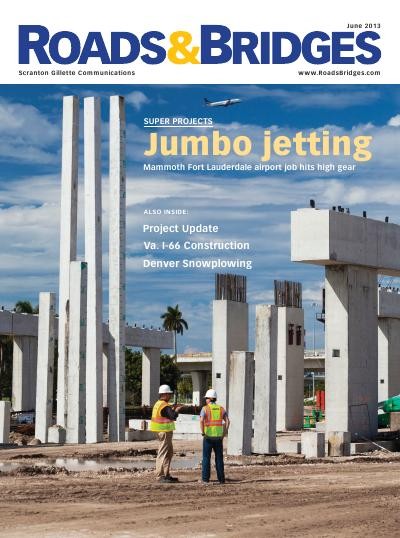 June 2013
ROADS&BRIDGES
Scranton Gillette Communications
www.RoadsBridges.com
SUPER PROJECTS
Jumbo jetting
Mammoth Fort Lauderdale airport job hits high gear
ALSO INSIDE:
Project Update
Va. I-66 Construction
Denver Snowplowing